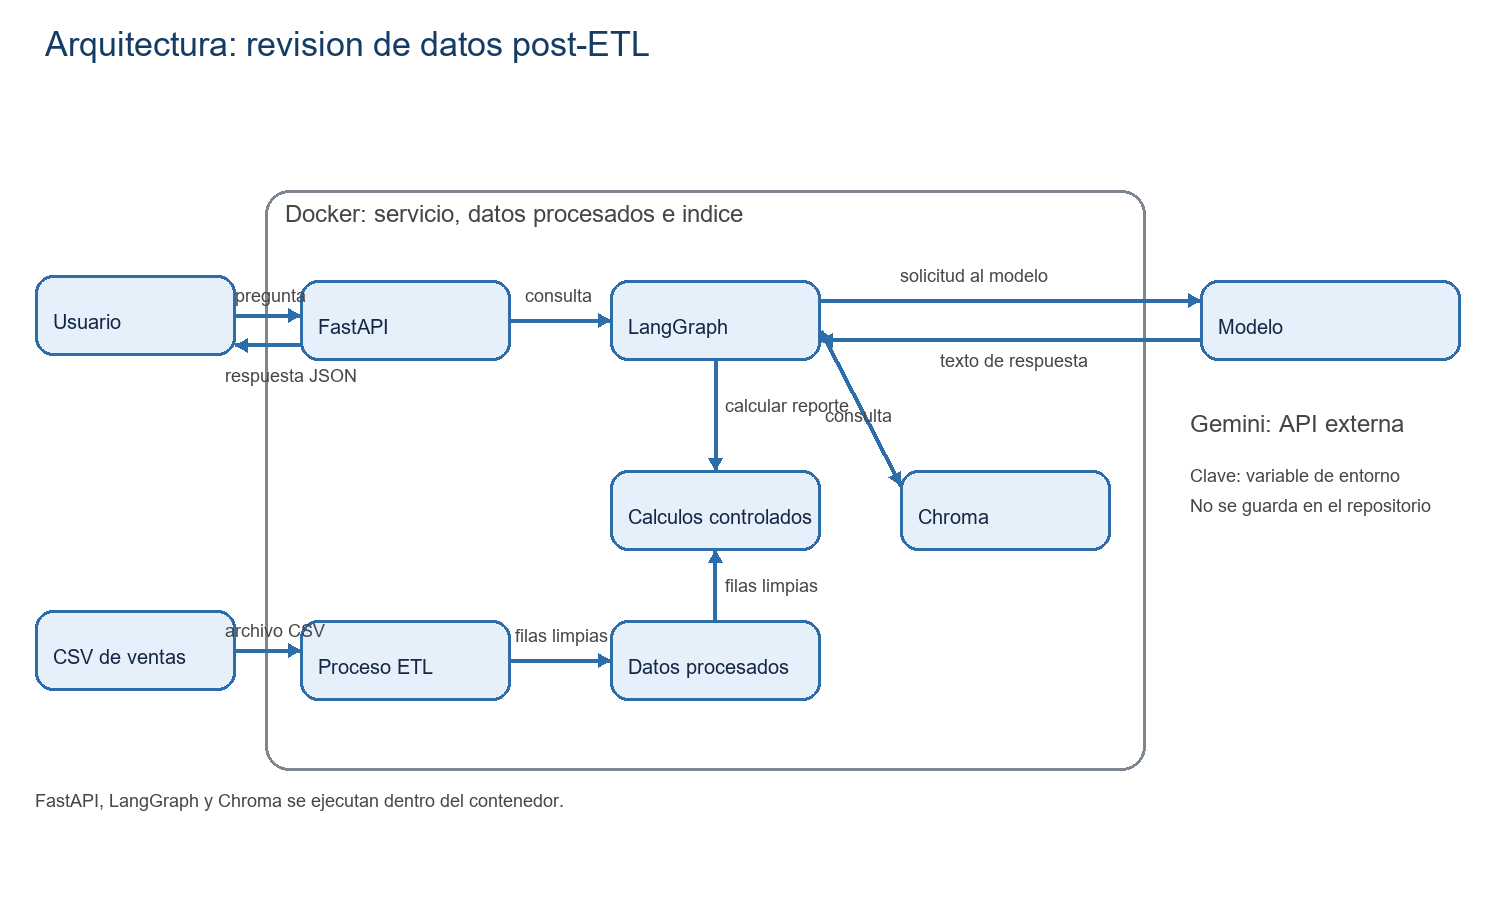 Arquitectura: revision de datos post-ETL
Docker: servicio, datos procesados e indice
Usuario
pregunta
respuesta JSON
FastAPI
consulta
LangGraph
solicitud al modelo
texto de respuesta
Modelo
calcular reporte
consulta
Gemini: API externa
Clave: variable de entorno
No se guarda en el repositorio
Calculos controlados
Chroma
filas limpias
CSV de ventas
archivo CSV
Proceso ETL
filas limpias
Datos procesados
FastAPI, LangGraph y Chroma se ejecutan dentro del contenedor.